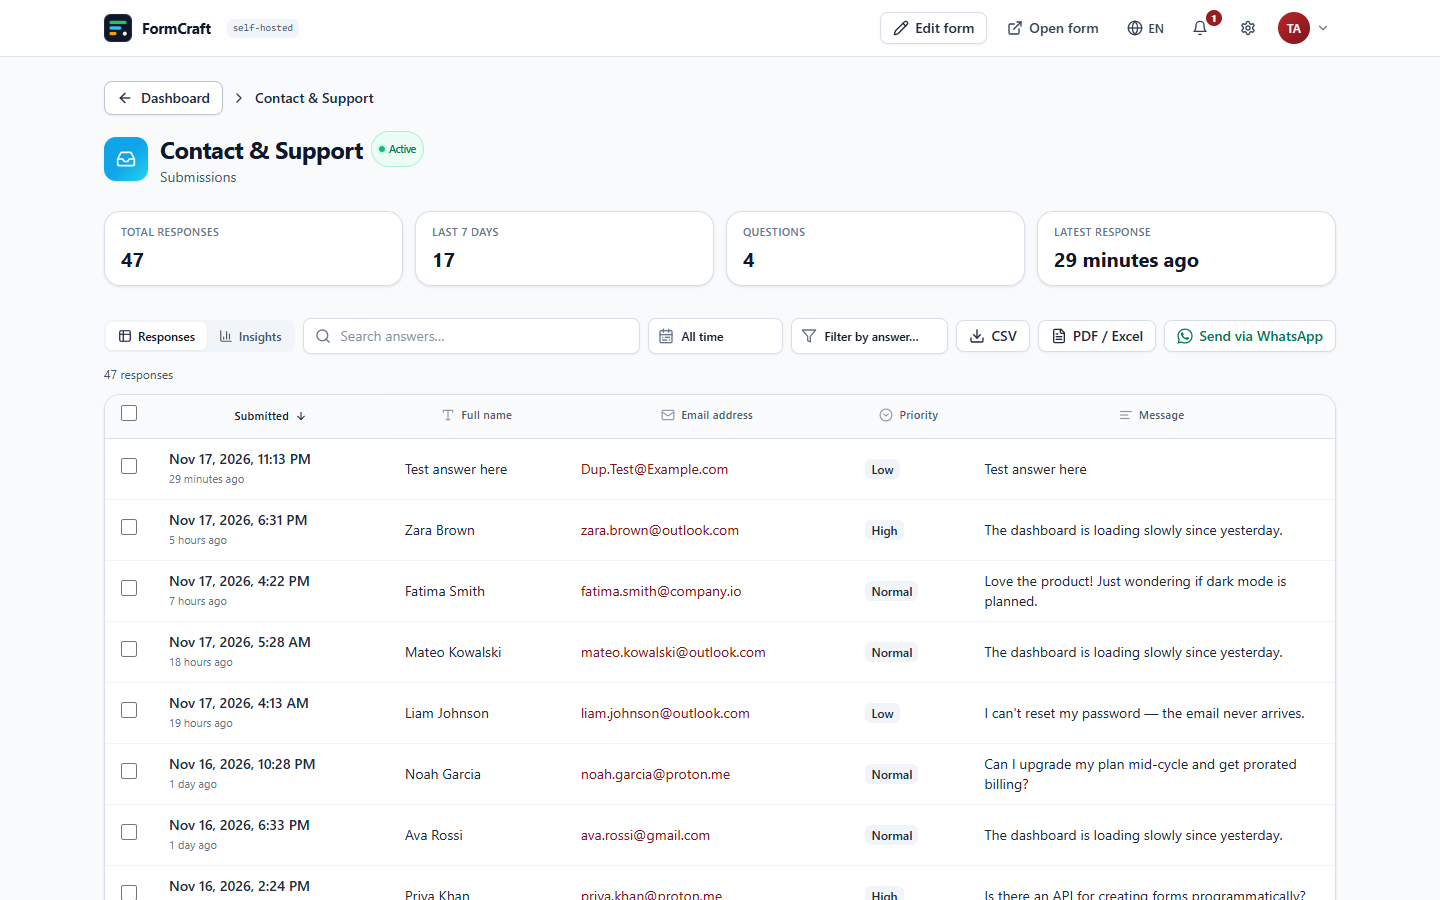 FormCraft
self-hosted
Edit form
Open form
EN
1
TA
Dashboard
Contact & Support
Contact & Support
Active
Submissions
TOTAL RESPONSES
47
LAST 7 DAYS
17
QUESTIONS
4
LATEST RESPONSE
29 minutes ago
Responses
Insights
Search answers...
All time
Filter by answer...
CSV
PDF / Excel
Send via WhatsApp
47 responses
Submitted
Full name
Email address
Priority
Message
Nov 17, 2026, 11:13 PM
29 minutes ago
Test answer here
Dup.Test@Example.com
Low
Test answer here
Nov 17, 2026, 6:31 PM
5 hours ago
Zara Brown
zara.brown@outlook.com
High
The dashboard is loading slowly since yesterday.
Nov 17, 2026, 4:22 PM
7 hours ago
Fatima Smith
fatima.smith@company.io
Normal
Love the product! Just wondering if dark mode is
planned.
Nov 17, 2026, 5:28 AM
18 hours ago
Mateo Kowalski
mateo.kowalski@outlook.com
Normal
The dashboard is loading slowly since yesterday.
Nov 17, 2026, 4:13 AM
19 hours ago
Liam Johnson
liam.johnson@outlook.com
Low
I can't reset my password — the email never arrives.
Nov 16, 2026, 10:28 PM
1 day ago
Noah Garcia
noah.garcia@proton.me
Normal
Can I upgrade my plan mid-cycle and get prorated
billing?
Nov 16, 2026, 6:33 PM
1 day ago
Ava Rossi
ava.rossi@gmail.com
Normal
The dashboard is loading slowly since yesterday.
Nov 16, 2026, 2:24 PM
Priya Khan
priya.khan@proton.me
High
Is there an API for creating forms programmatically?